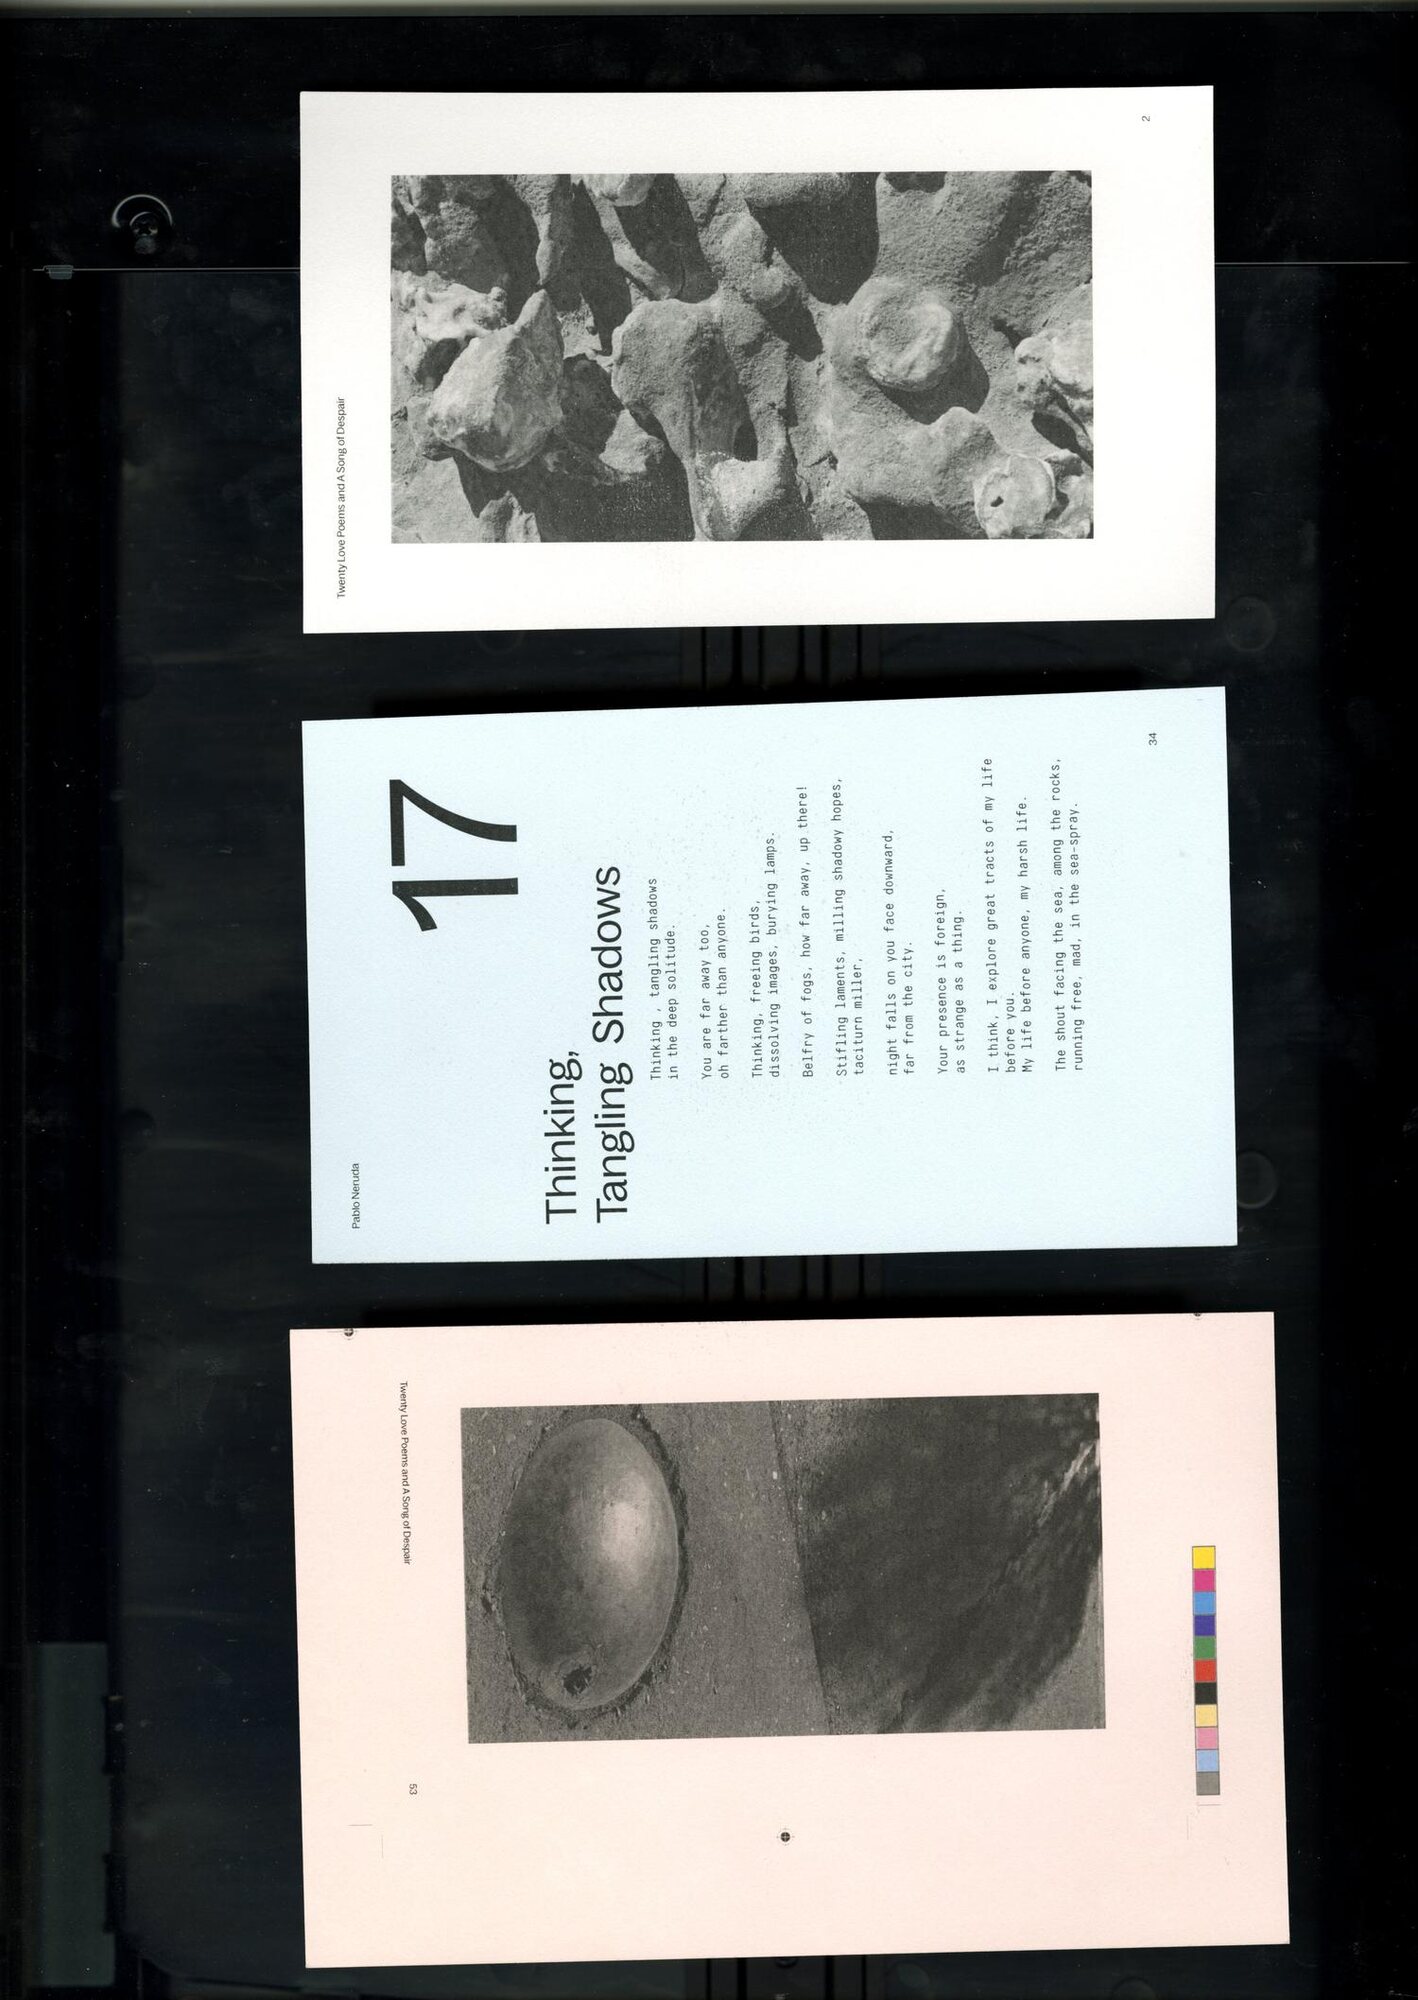 Twenty Love Poems and A Song of Despair
2
Pablo Neruda
17
Thinking,
Tangling Shadows
Thinking , tangling shadows
in the deep solitude.
You are far away too,
oh farther than anyone.
Thinking, freeing birds,
dissolving images, burying lamps.
Belfry of fogs, how far away, up there!
Stifling laments, milling shadowy hopes,
taciturn miller,
night falls on you face downward,
far from the city.
Your presence is foreign,
as strange as a thing.
I think, I explore great tracts of my life
before you.
My life before anyone, my harsh life.
The shout facing the sea, among the rocks,
running free, mad, in the sea-spray.
34
Twenty Love Poems and A Song of Despair
53